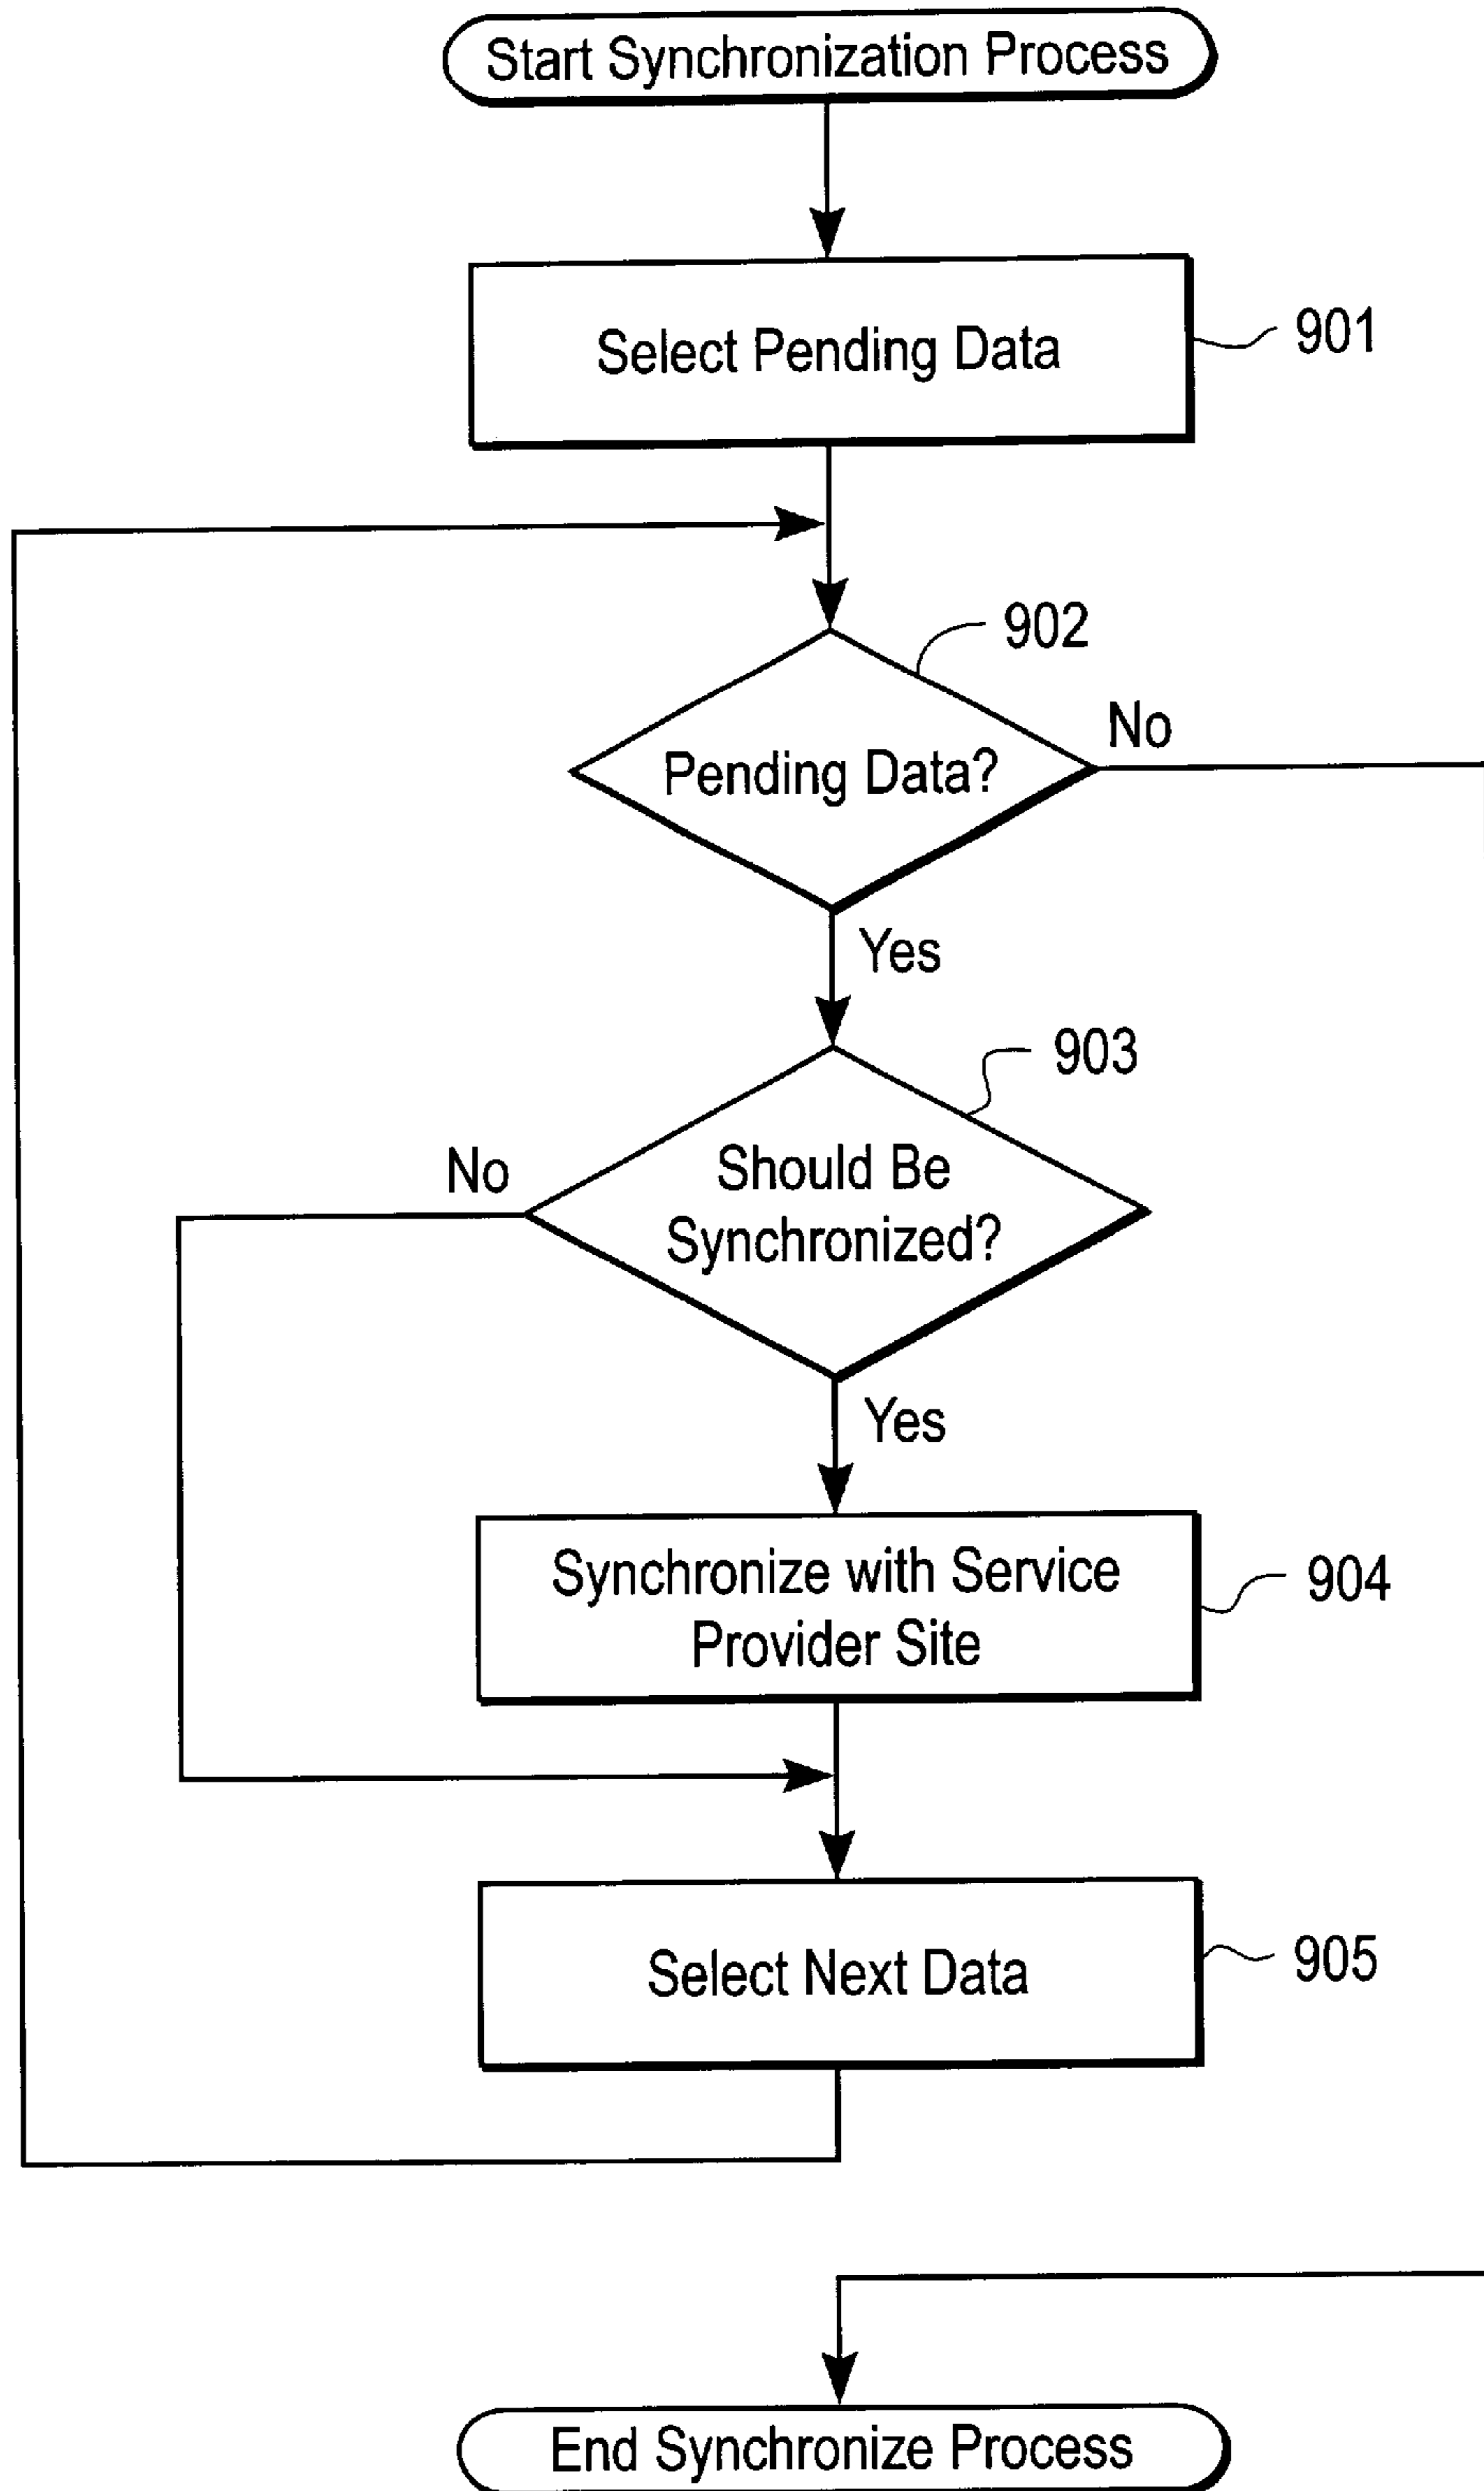 Start Synchronization Process
Select Pending Data
901
902
Pending Data?
No
Yes
903
No
Should Be
Synchronized?
Yes
Synchronize with Service
Provider Site
904
Select Next Data
905
End Synchronize Process